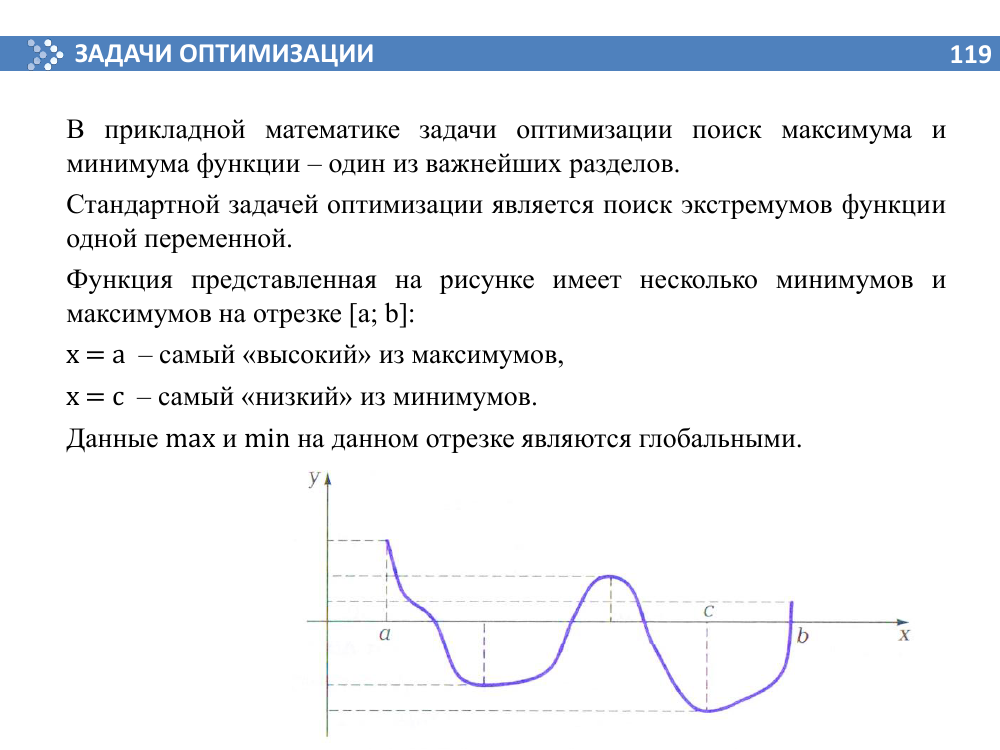 ЗАДАЧИ ОПТИМИЗАЦИИ
119
В прикладной математике задачи оптимизации поиск максимума и
минимума функции – один из важнейших разделов.
Стандартной задачей оптимизации является поиск экстремумов функции
одной переменной.
Функция представленная на рисунке имеет несколько минимумов и
максимумов на отрезке [a; b]:
x = a – самый «высокий» из максимумов,
x = c – самый «низкий» из минимумов.
Данные max и min на данном отрезке являются глобальными.
y
c
a
b
x